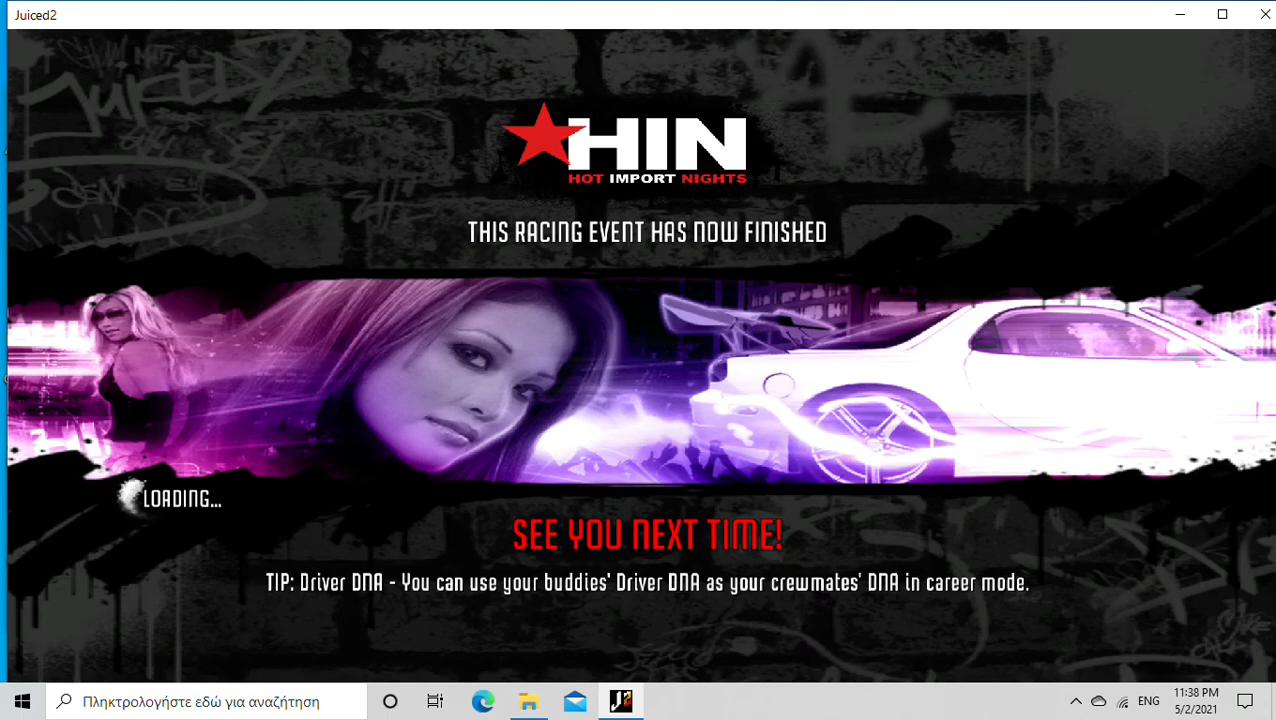 Juiced2
HIN
HOT IMPORT NIGHTS
THIS RACING EVENT HAS NOW FINISHED
LOADING...
SEE YOU NEXT TIME!
TIP: Driver DNA - You can use your buddies' Driver DNA as your crewmates' DNA in career mode.
Πληκτρολογήστε εδώ για αναζήτηση
ENG
11:38 PM
5/2/2021